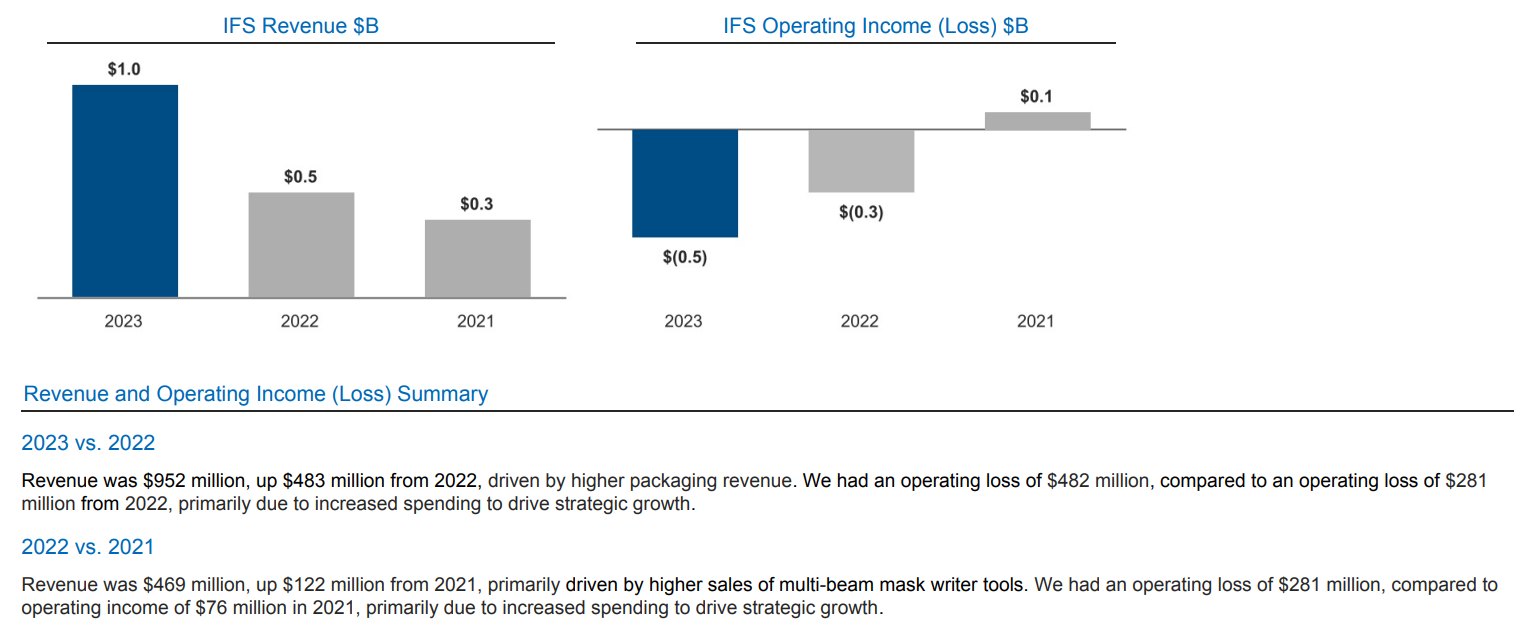 IFS Revenue $B
$1.0
$0.5
$0.3
2023
2022
2021
IFS Operating Income (Loss) $B
$0.1
$(0.3)
$(0.5)
2023
2022
2021
Revenue and Operating Income (Loss) Summary
2023 vs. 2022
Revenue was $952 million, up $483 million from 2022, driven by higher packaging revenue. We had an operating loss of $482 million, compared to an operating loss of $281
million from 2022, primarily due to increased spending to drive strategic growth.
2022 vs. 2021
Revenue was $469 million, up $122 million from 2021, primarily driven by higher sales of multi-beam mask writer tools. We had an operating loss of $281 million, compared to
operating income of $76 million in 2021, primarily due to increased spending to drive strategic growth.